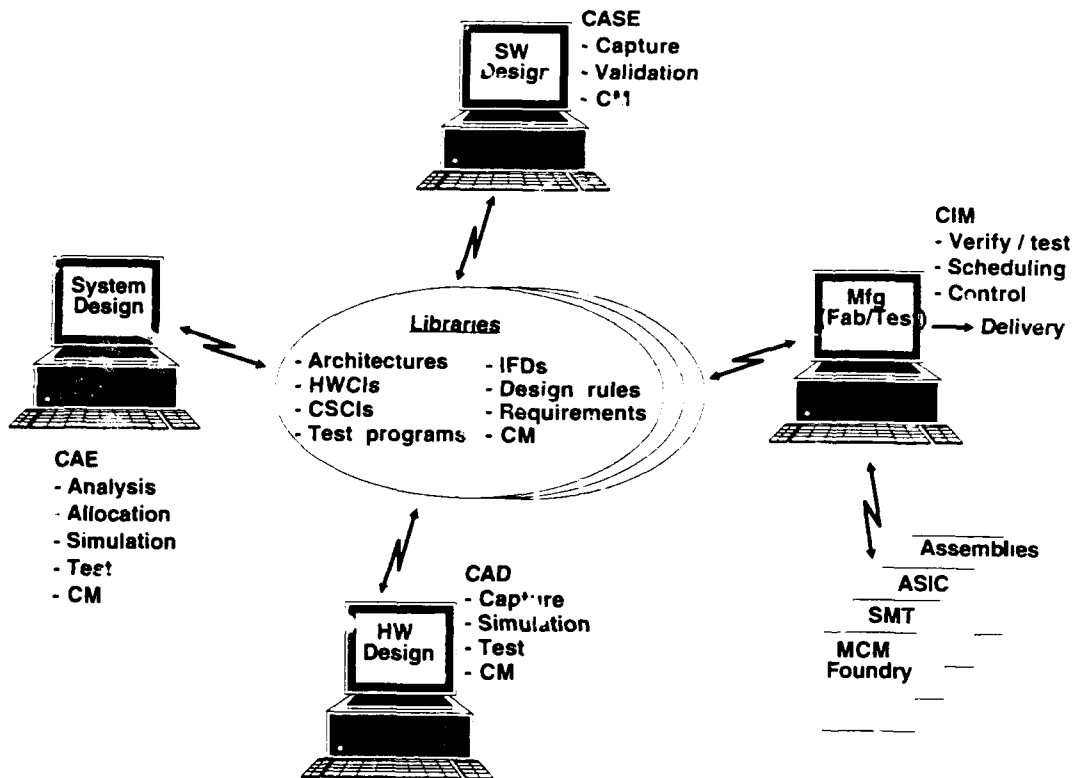 CASE
- Capture
- Validation
SW
Design
CIM
- Verify / test
- Scheduling
- Control
System
Design
Mfg
(Fab/Test)
Delivery
Libraries
- Architectures
- HWCIs
- CSCIs
- Test programs
- IFDs
- Design rules
- Requirements
- CM
CAE
- Analysis
- Allocation
- Simulation
- Test
- CM
CAD
- Capture
- Simulation
- Test
- CM
HW
Design
Assemblies
ASIC
SMT
MCM
Foundry